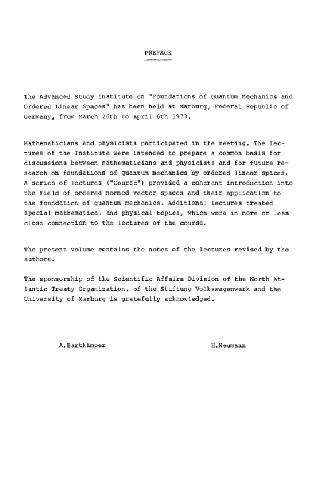 PREFACE
The Advanced Study Institute on "Foundations of Quantum Mechanics and
Ordered Linear Spaces" has been held at Marburg, Federal Republic of
Germany, from March 26th to April 6th 1973.
Mathematicians and physicists participated in the meeting. The lec-
tures of the Institute were intended to prepare a common basis for
discussions between mathematicians and physicists and for future re-
search on foundations of quantum mechanics by ordered linear spaces.
A series of lectures ("Course") provided a coherent introduction into
the field of ordered normed vector spaces and their application to
the foundation of quantum mechanics. Additional lectures treated
special mathematical and physical topics, which were in more or less
close connection to the lectures of the course.
The present volume contains the notes of the lectures revised by the
authors.
The sponsorship of the Scientific Affairs Division of the North At-
lantic Treaty Organization, of the Stiftung Volkswagenwerk and the
University of Marburg is gratefully acknowledged.
A.Hartkämper H.Neumann